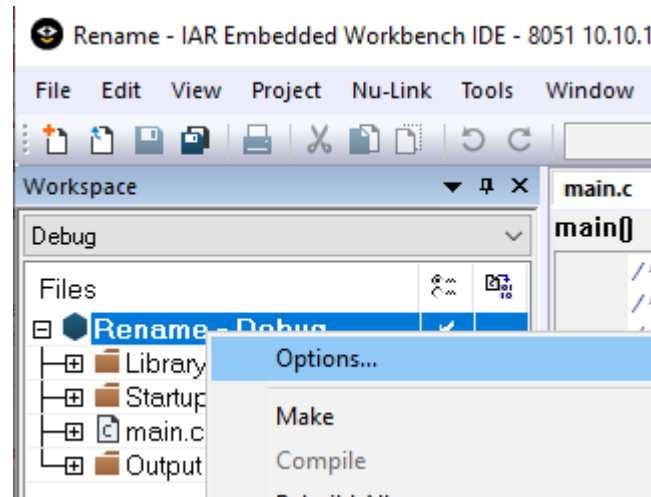 Rename - IAR Embedded Workbench IDE - 8051 10.10.1
File Edit View Project Nu-Link Tools Window
Workspace
main.c
Debug
main()
Files
Rename - Debug
Library
Options...
Startup
Make
main.c
Compile
Output